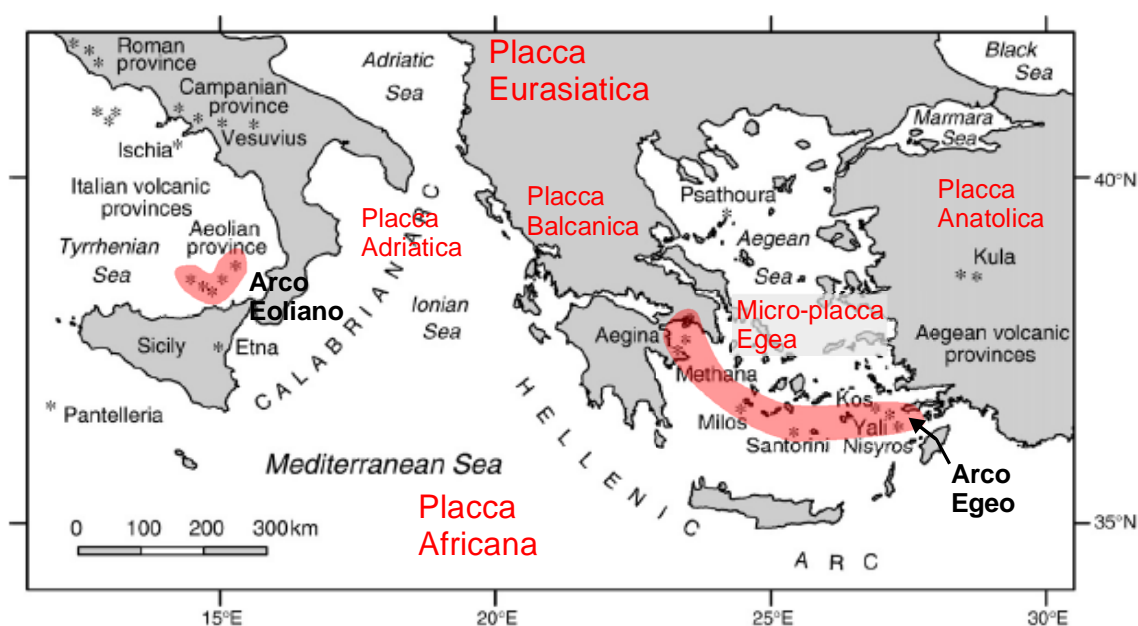 Roman
province
Adriatic
Sea
Placca
Eurasiatica
Black
Sea
Campanian
province
Vesuvius
Ischia
Marmara
Sea
40°N
Italian volcanic
provinces
Psathoura
Placca
Balcanica
Placca
Anatolica
Placca
Adriatica
Aeolian
province
Tyrrhenian
Sea
Aegean
Sea
Kula
Arco
Eoliano
Ionian
Sea
Micro-placca
Egea
Sicily
Etna
Aegina
Aegean volcanic
provinces
CALABRIAN ARC
Methana
Pantelleria
Milos
Kos
Yali
Santorini
Nisyros
HELLENIC ARC
Mediterranean Sea
Arco
Egeo
Placca
Africana
0 100 200 300km
35°N
15°E 20°E 25°E 30°E